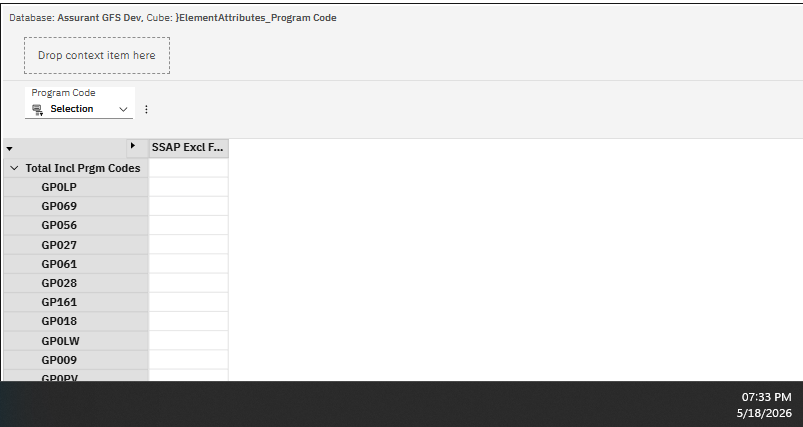 Database: Assurant GFS Dev, Cube: }ElementAttributes_Program Code
Drop context item here
Program Code
Selection
SSAP Excl F...
Total Incl Prgm Codes
GP0LP
GP069
GP056
GP027
GP061
GP028
GP161
GP018
GP0LW
GP009
GP0PV
07:33 PM
5/18/2026